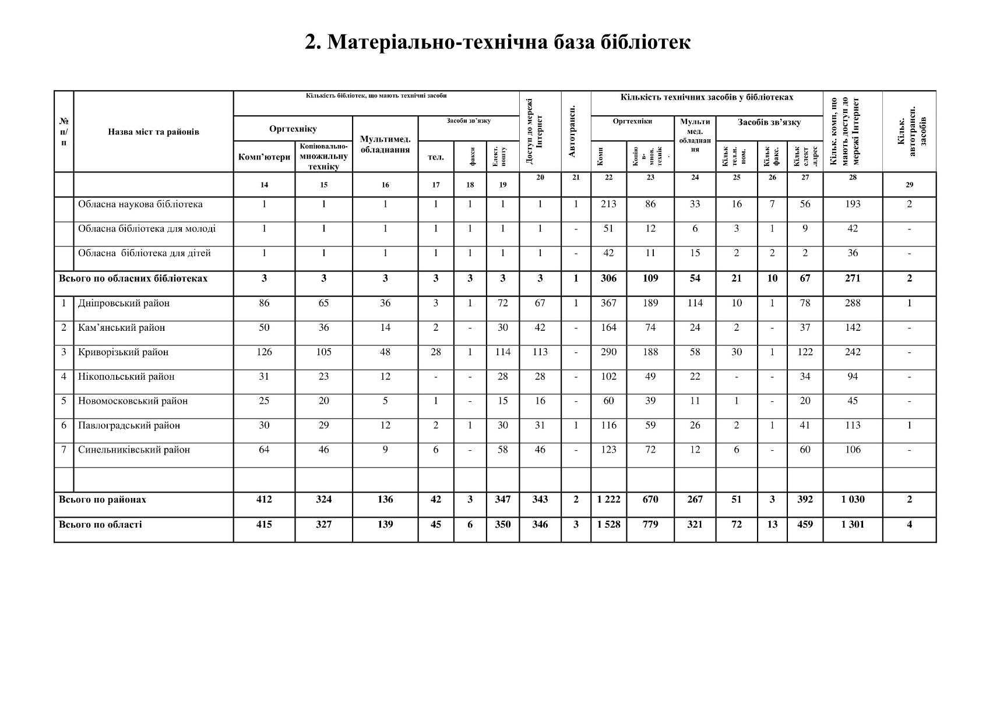 2. Матеріально-технічна база бібліотек
№ п/п
Назва міст та районів
Кількість бібліотек, що мають технічні засоби
Доступ до мережі Інтернет
Автотрансп.
Кількість технічних засобів у бібліотеках
Кільк. комп, що мають доступ до мережі Інтернет
Кільк. автотрансп. засобів
Оргтехніку
Мультимед. обладнання
Засоби зв’язку
Оргтехніки
Мульти мед. обладнан ня
Засобів зв’язку
Комп’ютери
Копіювально-множильну техніку
тел.
факси
Елект. пошту
Комп
Копію в- мнов. технік .
Кільк тел.н. ном.
Кільк факс.
Кільк елект .адрес
14 15 16 17 18 19 20 21 22 23 24 25 26 27 28 29
Обласна наукова бібліотека 1 1 1 1 1 1 1 1 213 86 33 16 7 56 193 2
Обласна бібліотека для молоді 1 1 1 1 1 1 1 - 51 12 6 3 1 9 42 -
Обласна бібліотека для дітей 1 1 1 1 1 1 1 - 42 11 15 2 2 2 36 -
Всього по обласних бібліотеках 3 3 3 3 3 3 3 1 306 109 54 21 10 67 271 2
1 Дніпровський район 86 65 36 3 1 72 67 1 367 189 114 10 1 78 288 1
2 Кам’янський район 50 36 14 2 - 30 42 - 164 74 24 2 - 37 142 -
3 Криворізький район 126 105 48 28 1 114 113 - 290 188 58 30 1 122 242 -
4 Нікопольський район 31 23 12 - - 28 28 - 102 49 22 - - 34 94 -
5 Новомосковський район 25 20 5 1 - 15 16 - 60 39 11 1 - 20 45 -
6 Павлоградський район 30 29 12 2 1 30 31 1 116 59 26 2 1 41 113 1
7 Синельниківський район 64 46 9 6 - 58 46 - 123 72 12 6 - 60 106 -
Всього по районах 412 324 136 42 3 347 343 2 1 222 670 267 51 3 392 1 030 2
Всього по області 415 327 139 45 6 350 346 3 1 528 779 321 72 13 459 1 301 4